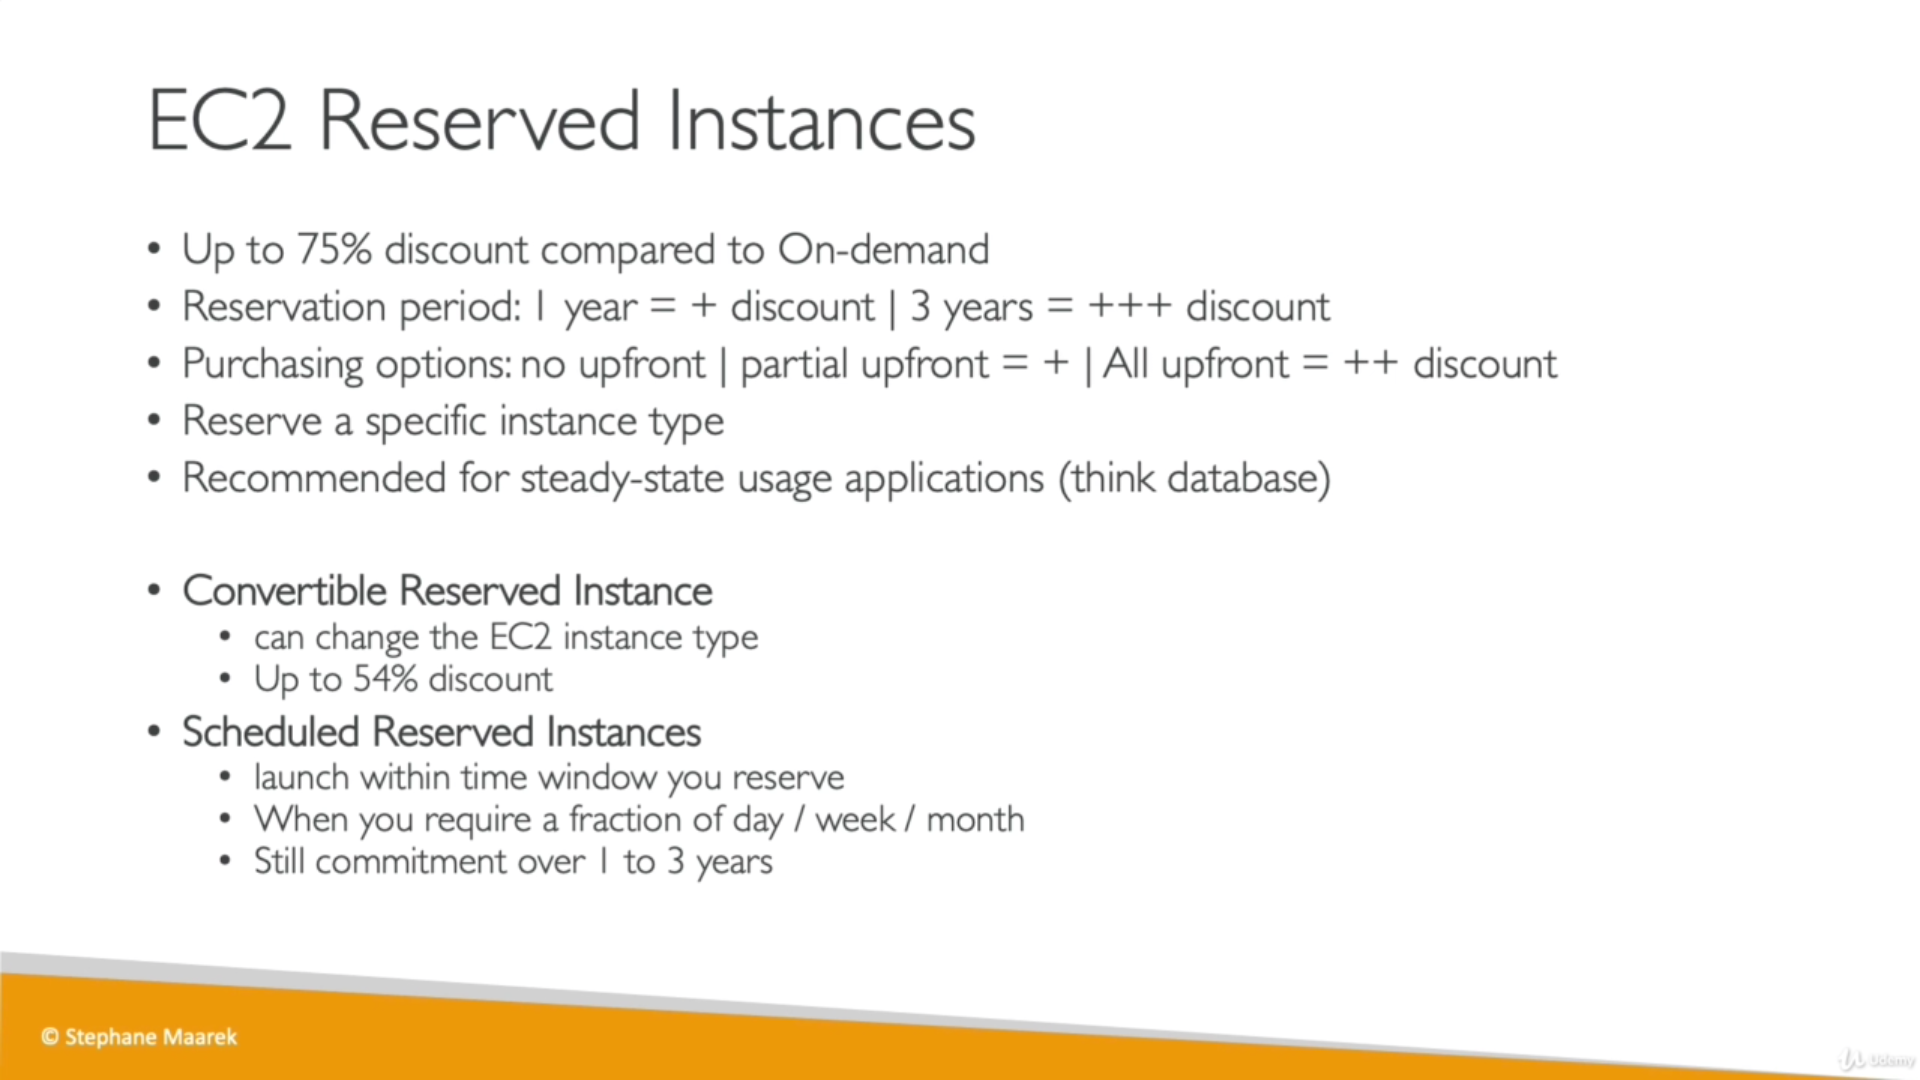 EC2 Reserved Instances
• Up to 75% discount compared to On-demand
• Reservation period: 1 year = + discount | 3 years = +++ discount
• Purchasing options: no upfront | partial upfront = + | All upfront = ++ discount
• Reserve a specific instance type
• Recommended for steady-state usage applications (think database)
• Convertible Reserved Instance
• can change the EC2 instance type
• Up to 54% discount
• Scheduled Reserved Instances
• launch within time window you reserve
• When you require a fraction of day / week / month
• Still commitment over 1 to 3 years
© Stephane Maarek
Udemy